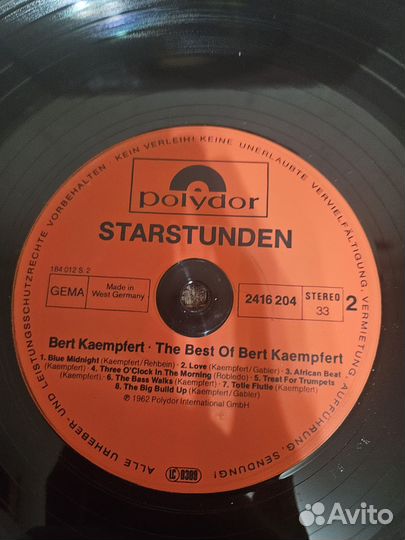 ALLE URHEBER- UND LEISTUNGSSCHUTZRECHTE VORBEHALTEN · KEIN VERLEIH! KEINE UNERLAUBTE VERVIELFÄLTIGUNG, VERMIETUNG, AUFFÜHRUNG, SENDUNG!
polydor
STARSTUNDEN
184 012 S 2
GEMA
Made in
West Germany
2416 204
STEREO
33
2
Bert Kaempfert · The Best Of Bert Kaempfert
1. Blue Midnight (Kaempfert/Rehbein) · 2. Love (Kaempfert/Gabler) · 3. African Beat
(Kaempfert) · 4. Three O'Clock In The Morning (Robledo) · 5. Treat For Trumpets
(Kaempfert) · 6. The Bass Walks (Kaempfert) · 7. Totie Flutie (Kaempfert)
8. The Big Build Up (Kaempfert/Gabler)
℗ 1962 Polydor International GmbH
LC 0309
Avito